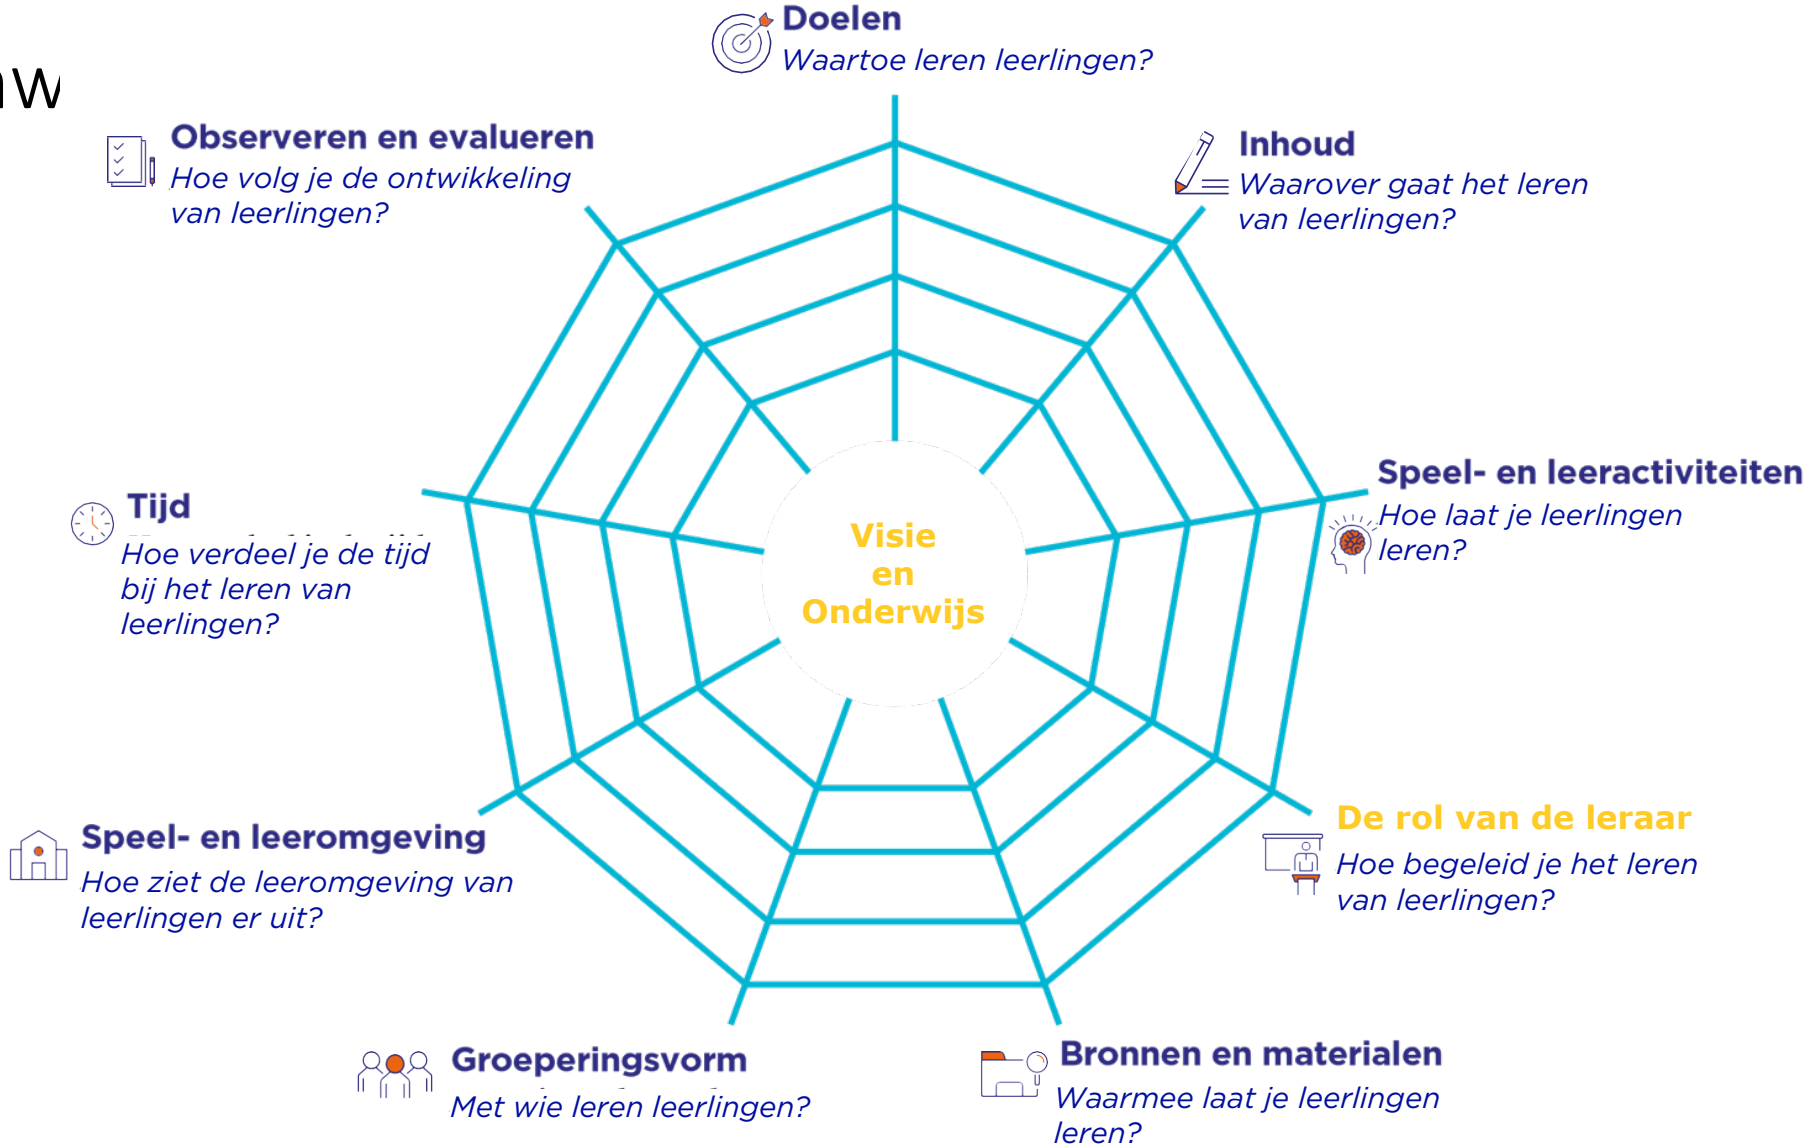 Doelen
Waartoe leren leerlingen?
Observeren en evalueren
Hoe volg je de ontwikkeling
van leerlingen?
Inhoud
Waarover gaat het leren
van leerlingen?
Speel- en leeractiviteiten
Hoe laat je leerlingen
leren?
Tijd
Hoe verdeel je de tijd
bij het leren van
leerlingen?
Visie
en
Onderwijs
De rol van de leraar
Hoe begeleid je het leren
van leerlingen?
Speel- en leeromgeving
Hoe ziet de leeromgeving van
leerlingen er uit?
Groeperingsvorm
Met wie leren leerlingen?
Bronnen en materialen
Waarmee laat je leerlingen
leren?